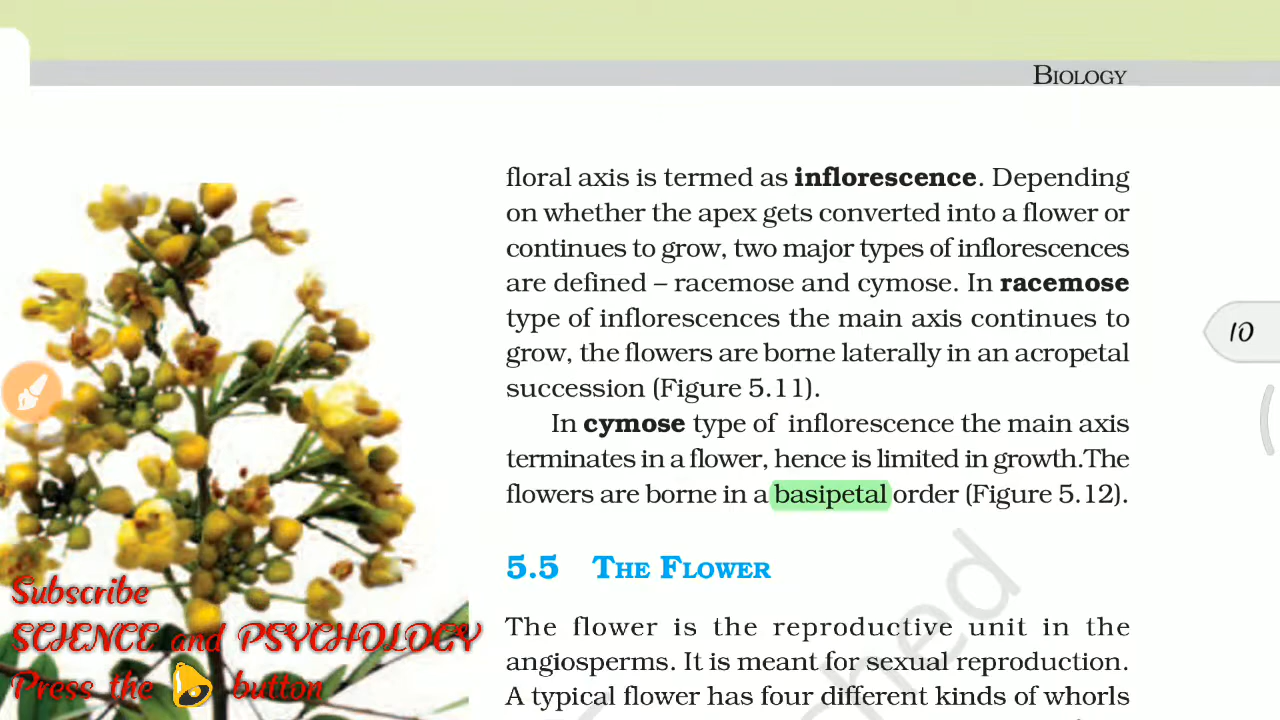 BIOLOGY
floral axis is termed as inflorescence. Depending
on whether the apex gets converted into a flower or
continues to grow, two major types of inflorescences
are defined – racemose and cymose. In racemose
type of inflorescences the main axis continues to
grow, the flowers are borne laterally in an acropetal
succession (Figure 5.11).
In cymose type of inflorescence the main axis
terminates in a flower, hence is limited in growth.The
flowers are borne in a basipetal order (Figure 5.12).
5.5 THE FLOWER
The flower is the reproductive unit in the
angiosperms. It is meant for sexual reproduction.
A typical flower has four different kinds of whorls
10
Subscribe
SCIENCE and PSYCHOLOGY
Press the button